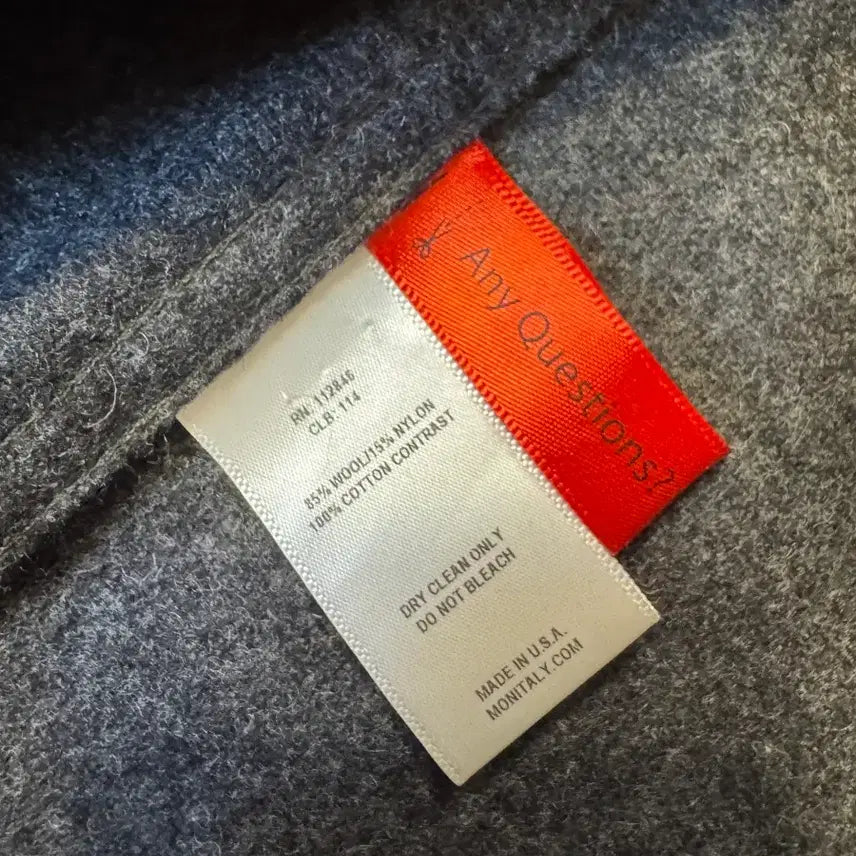 RN: 112846
CLB- 114
85% WOOL/15% NYLON
100% COTTON CONTRAST
DRY CLEAN ONLY
DO NOT BLEACH
MADE IN U.S.A.
MONITALY.COM
Any Questions?